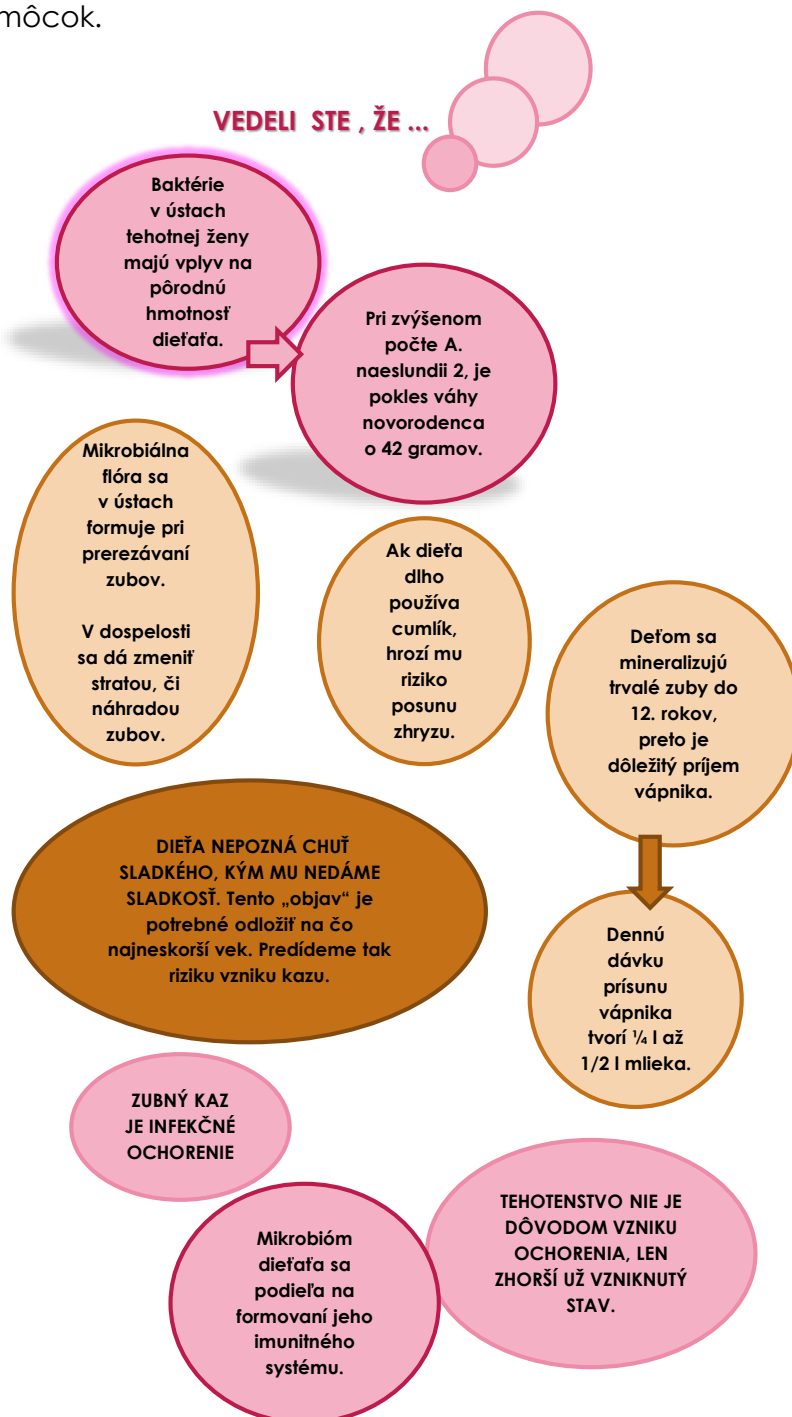 môcok.
VEDELI STE , ŽE ...
Baktérie
v ústach
tehotnej ženy
majú vplyv na
pôrodnú
hmotnosť
dieťaťa.
Pri zvýšenom
počte A.
naeslundii 2, je
pokles váhy
novorodenca
o 42 gramov.
Mikrobiálna
flóra sa
v ústach
formuje pri
prerezávaní
zubov.
V dospelosti
sa dá zmeniť
stratou, či
náhradou
zubov.
Ak dieťa
dlho
používa
cumlík,
hrozí mu
riziko
posunu
zhryzu.
Deťom sa
mineralizujú
trvalé zuby do
12. rokov,
preto je
dôležitý príjem
vápnika.
DIEŤA NEPOZNÁ CHUŤ
SLADKÉHO, KÝM MU NEDÁME
SLADKOSŤ. Tento „objav“ je
potrebné odložiť na čo
najneskorší vek. Predídeme tak
riziku vzniku kazu.
Dennú
dávku
prísunu
vápnika
tvorí ¼ l až
1/2 l mlieka.
ZUBNÝ KAZ
JE INFEKČNÉ
OCHORENIE
TEHOTENSTVO NIE JE
DÔVODOM VZNIKU
OCHORENIA, LEN
ZHORŠÍ UŽ VZNIKNUTÝ
STAV.
Mikrobióm
dieťaťa sa
podieľa na
formovaní jeho
imunitného
systému.